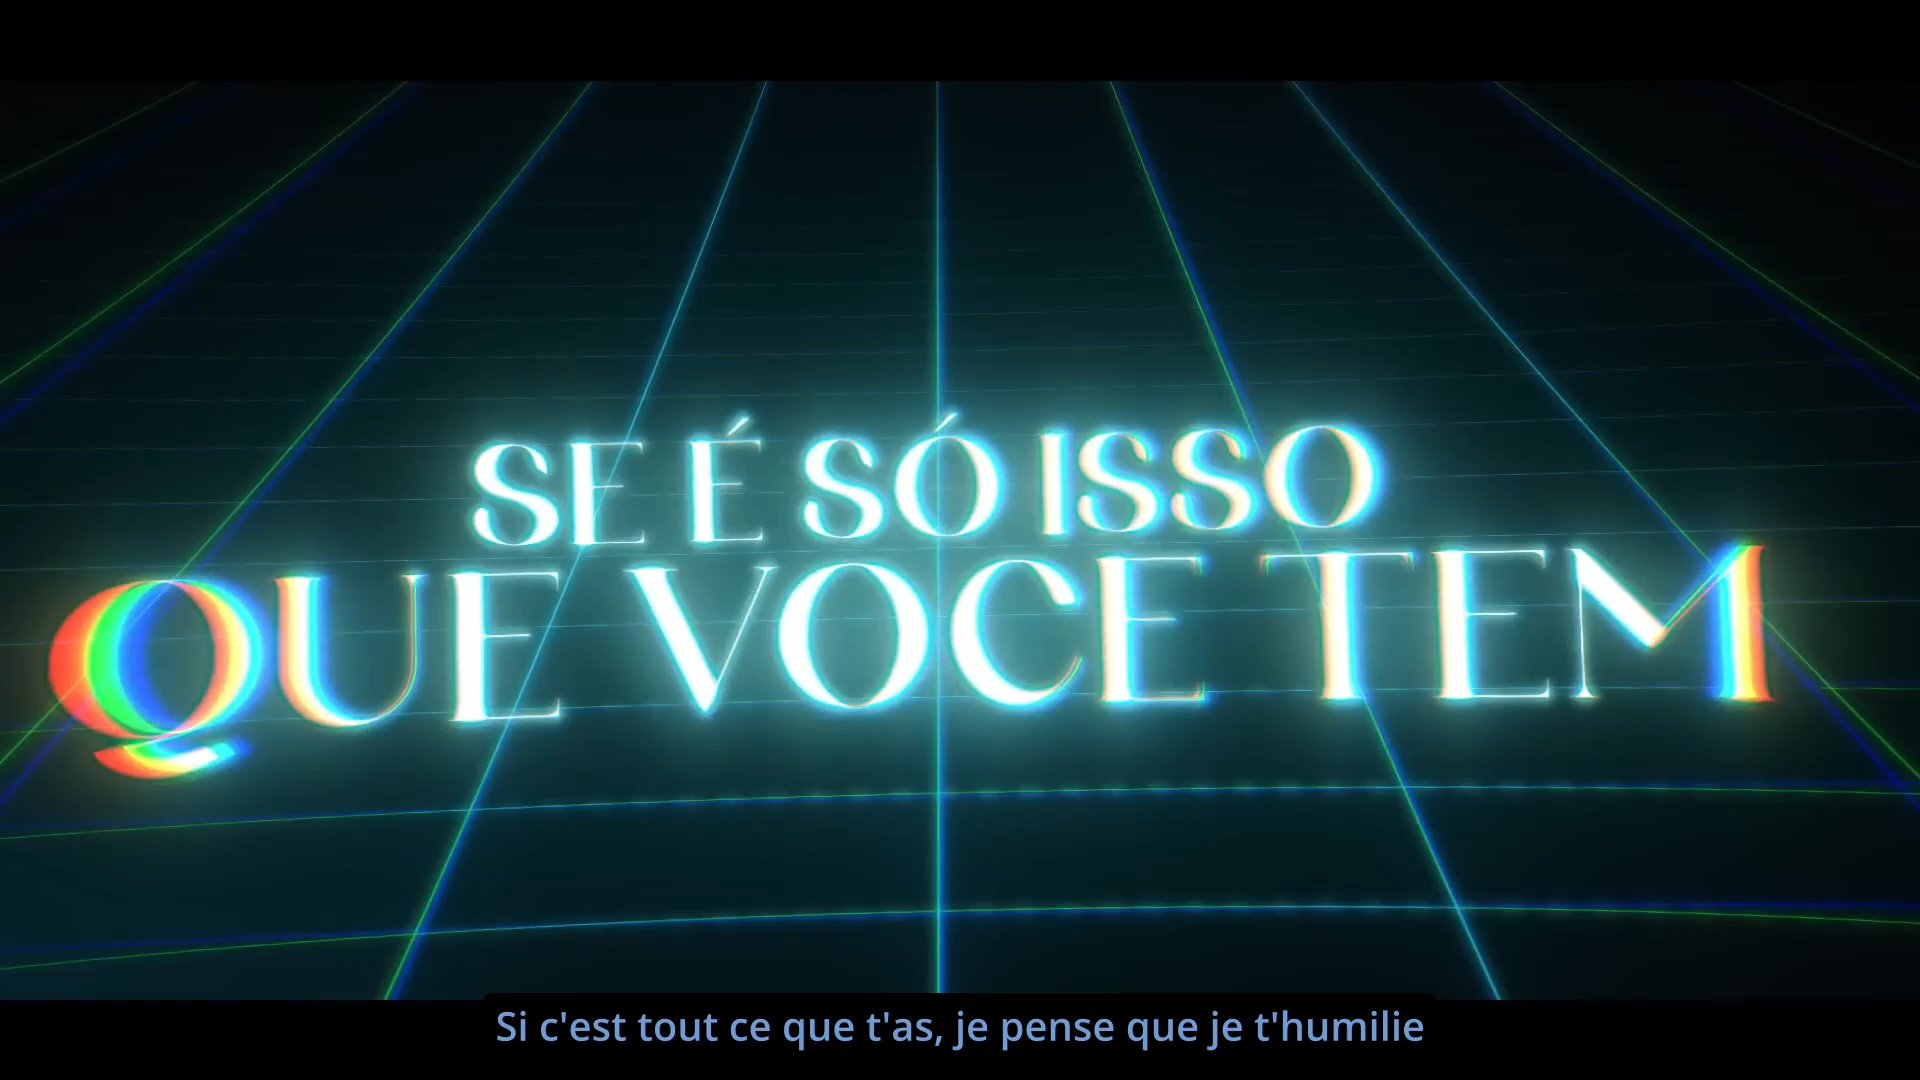 SE É SÓ ISSO
QUE VOCE TEM
Si c'est tout ce que t'as, je pense que je t'humilie